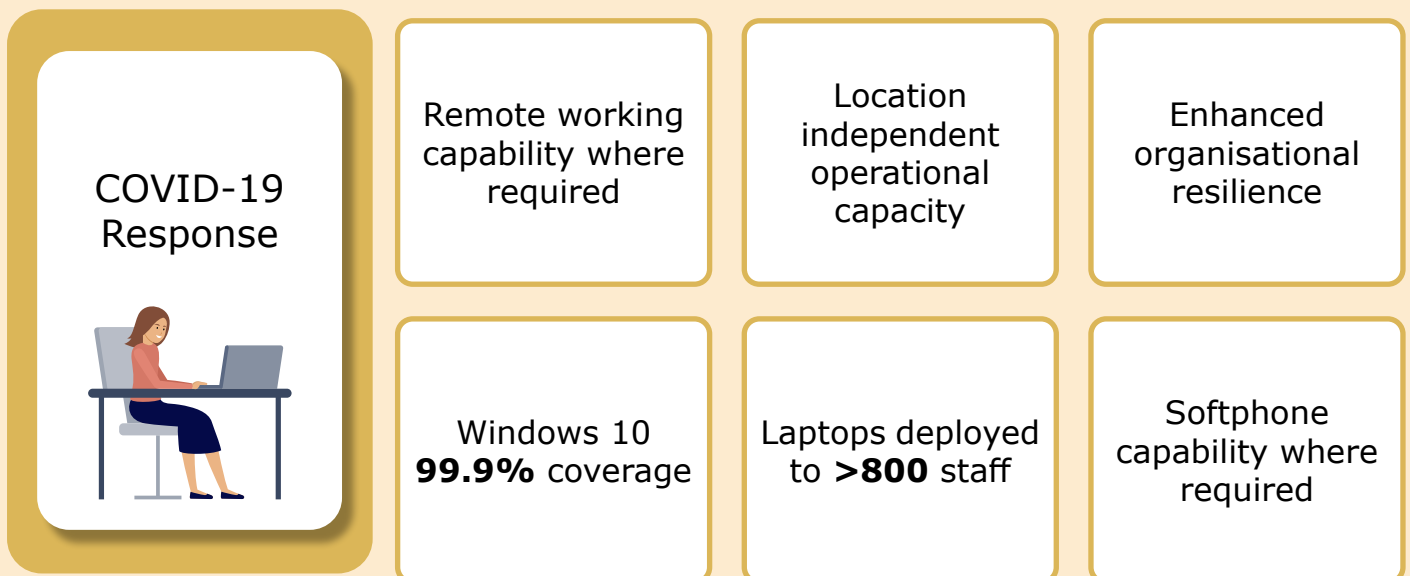 COVID-19
Response
Remote working
capability where
required
Location
independent
operational
capacity
Enhanced
organisational
resilience
Windows 10
99.9% coverage
Laptops deployed
to >800 staff
Softphone
capability where
required